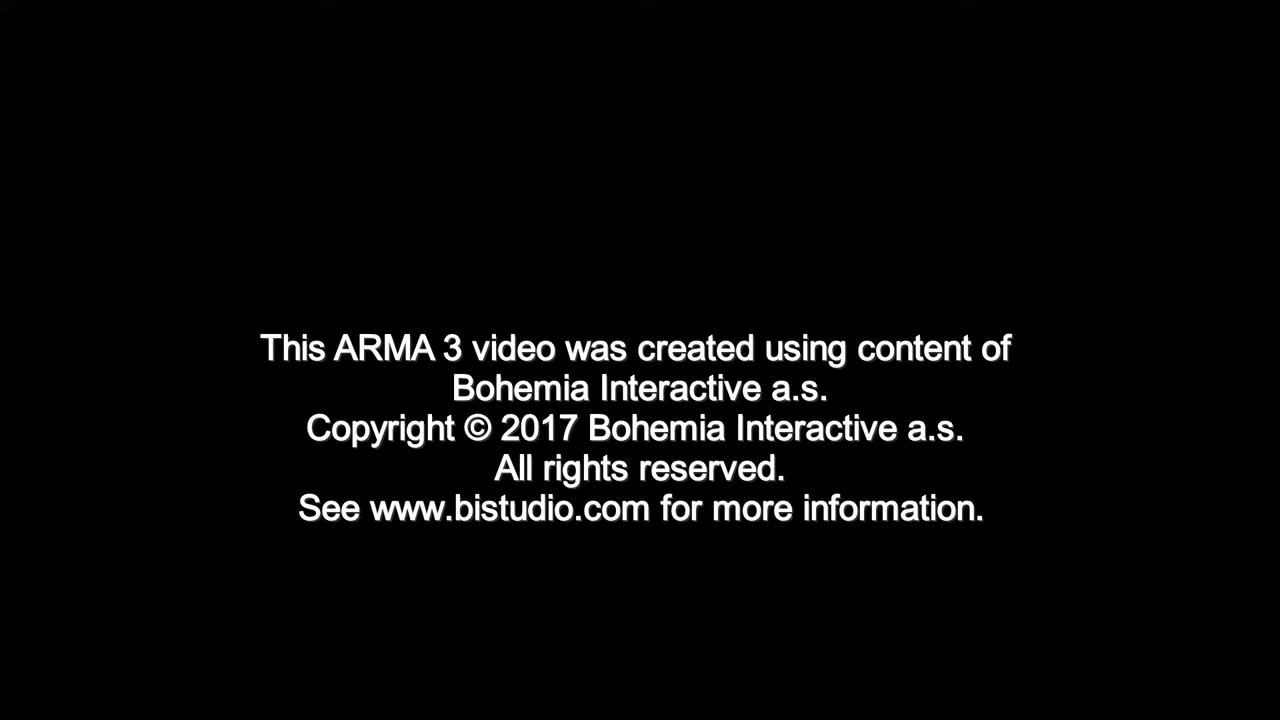 This ARMA 3 video was created using content of
Bohemia Interactive a.s.
Copyright © 2017 Bohemia Interactive a.s.
All rights reserved.
See www.bistudio.com for more information.